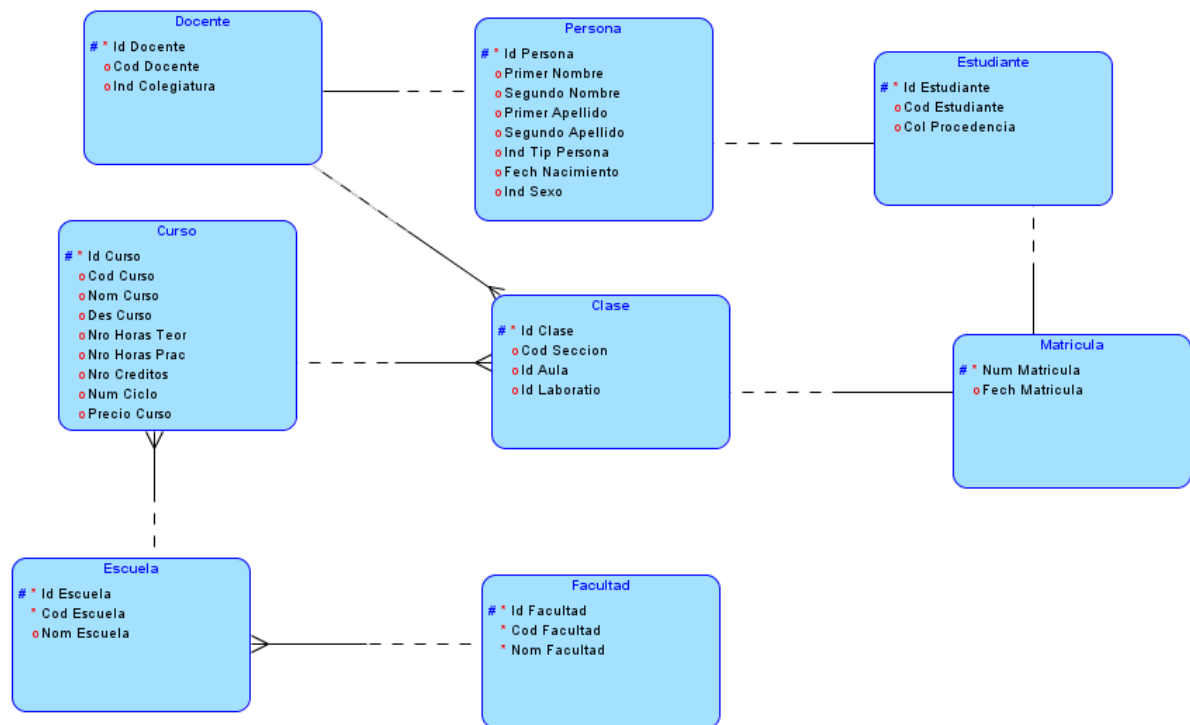 Docente
# * Id Docente
o Cod Docente
o Ind Colegiatura
Persona
# * Id Persona
o Primer Nombre
o Segundo Nombre
o Primer Apellido
o Segundo Apellido
o Ind Tip Persona
o Fech Nacimiento
o Ind Sexo
Estudiante
# * Id Estudiante
o Cod Estudiante
o Col Procedencia
Curso
# * Id Curso
o Cod Curso
o Nom Curso
o Des Curso
o Nro Horas Teor
o Nro Horas Prac
o Nro Creditos
o Num Ciclo
o Precio Curso
Clase
# * Id Clase
o Cod Seccion
o Id Aula
o Id Laboratio
Matricula
# * Num Matricula
o Fech Matricula
Escuela
# * Id Escuela
* Cod Escuela
o Nom Escuela
Facultad
# * Id Facultad
* Cod Facultad
* Nom Facultad